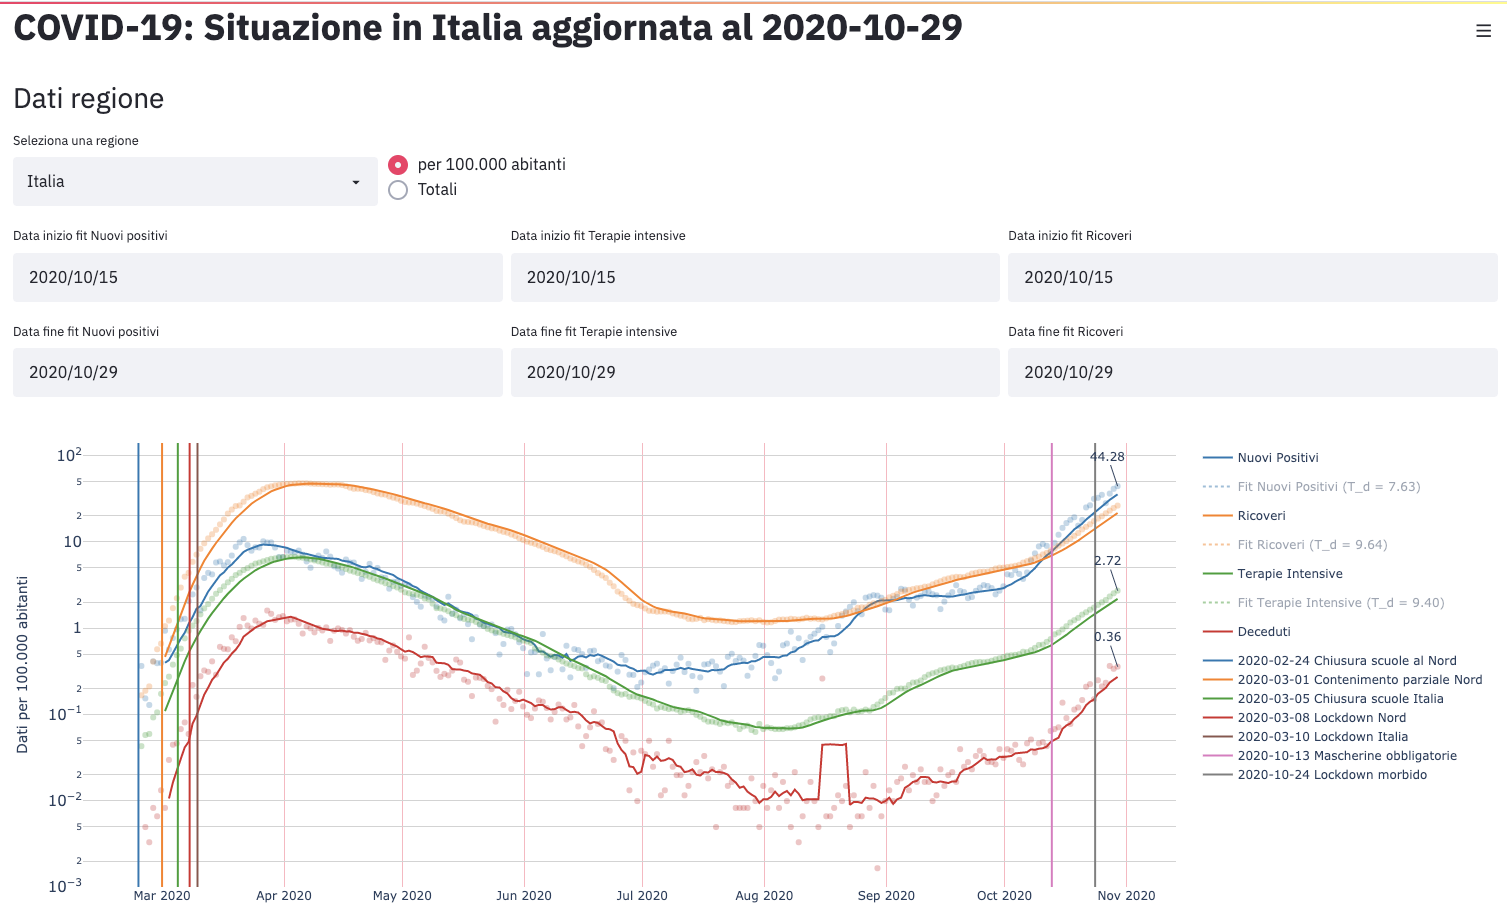 COVID-19: Situazione in Italia aggiornata al 2020-10-29
Dati regione
Seleziona una regione
Italia
per 100.000 abitanti
Totali
Data inizio fit Nuovi positivi
Data inizio fit Terapie intensive
Data inizio fit Ricoveri
2020/10/15
2020/10/15
2020/10/15
Data fine fit Nuovi positivi
Data fine fit Terapie intensive
Data fine fit Ricoveri
2020/10/29
2020/10/29
2020/10/29
Dati per 100.000 abitanti
10²
5
2
10
5
2
1
5
2
10⁻¹
5
2
10⁻²
5
2
10⁻³
44.28
2.72
0.36
Mar 2020
Apr 2020
May 2020
Jun 2020
Jul 2020
Aug 2020
Sep 2020
Oct 2020
Nov 2020
Nuovi Positivi
Fit Nuovi Positivi (T_d = 7.63)
Ricoveri
Fit Ricoveri (T_d = 9.64)
Terapie Intensive
Fit Terapie Intensive (T_d = 9.40)
Deceduti
2020-02-24 Chiusura scuole al Nord
2020-03-01 Contenimento parziale Nord
2020-03-05 Chiusura scuole Italia
2020-03-08 Lockdown Nord
2020-03-10 Lockdown Italia
2020-10-13 Mascherine obbligatorie
2020-10-24 Lockdown morbido